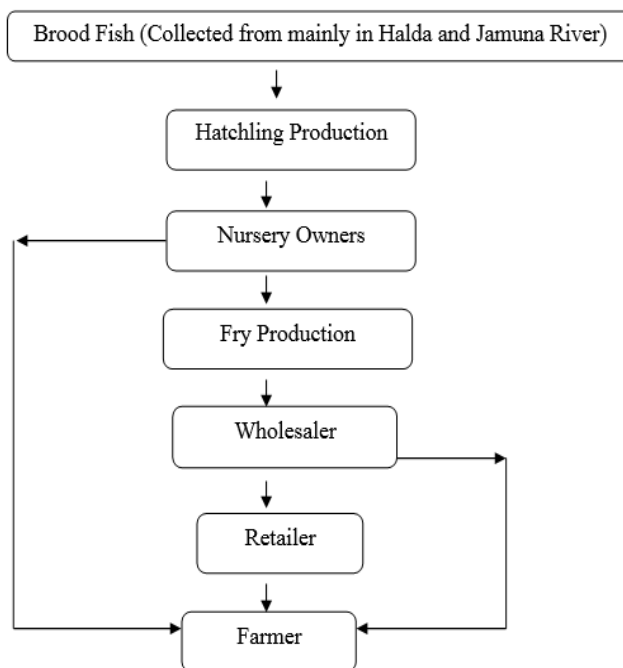 Brood Fish (Collected from mainly in Halda and Jamuna River)
Hatchling Production
Nursery Owners
Fry Production
Wholesaler
Retailer
Farmer